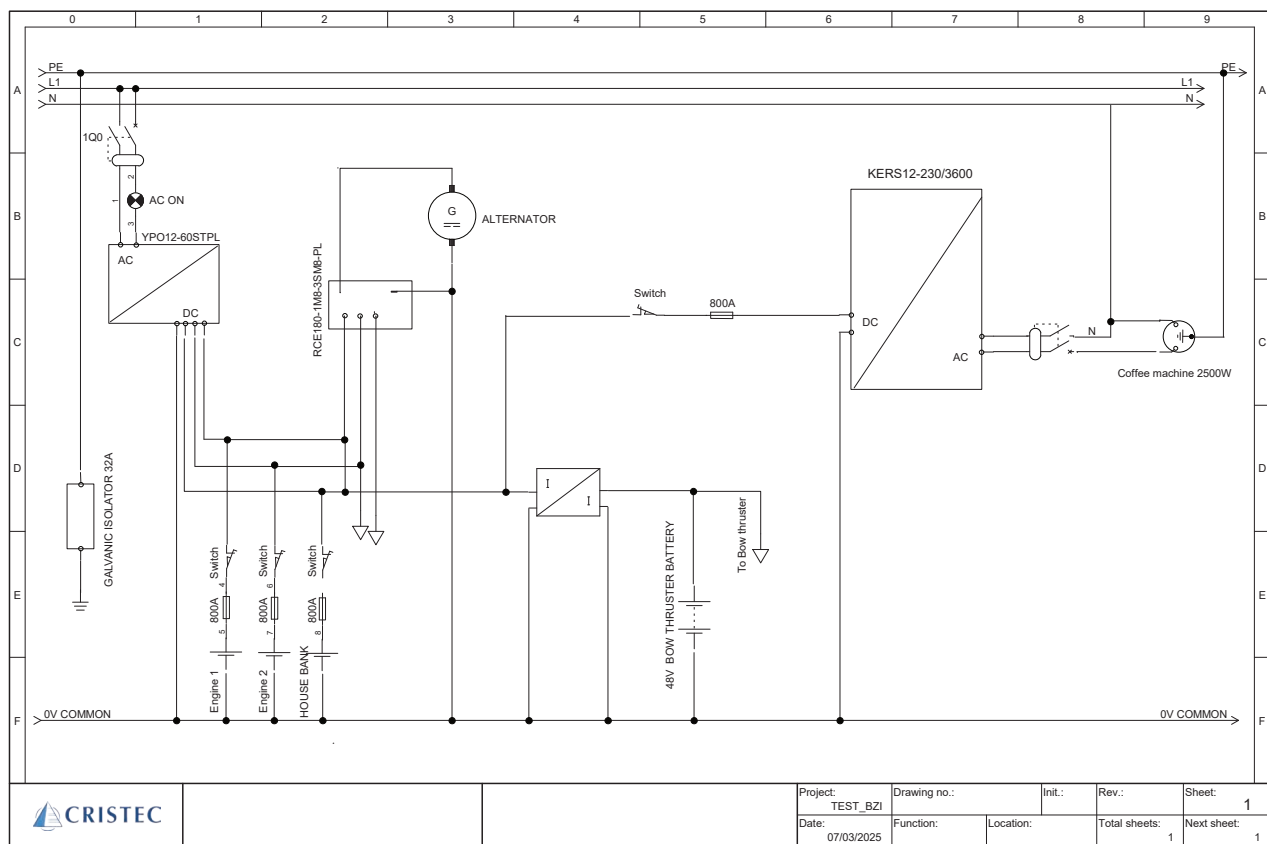 0 1 2 3 4 5 6 7 8 9
PE PE
A L1 L1 A
N N
1Q0
2
KERS12-230/3600
1 AC ON
B G B
ALTERNATOR
3
YPO12-60STPL
AC
RCE180-1M8-3SM8-PL
Switch
800A
DC DC
N
C C
AC
Coffee machine 2500W
D D
GALVANIC ISOLATOR 32A
I
I
To Bow thruster
48V BOW THRUSTER BATTERY
Switch Switch Switch
4 6
E E
800A 800A 800A
5 7 8
Engine 1
Engine 2
HOUSE BANK
0V COMMON 0V COMMON
F F
CRISTEC
Project: Drawing no.: Init.: Rev.: Sheet:
TEST_BZI 1
Date: Function: Location: Total sheets: Next sheet:
07/03/2025 1 1